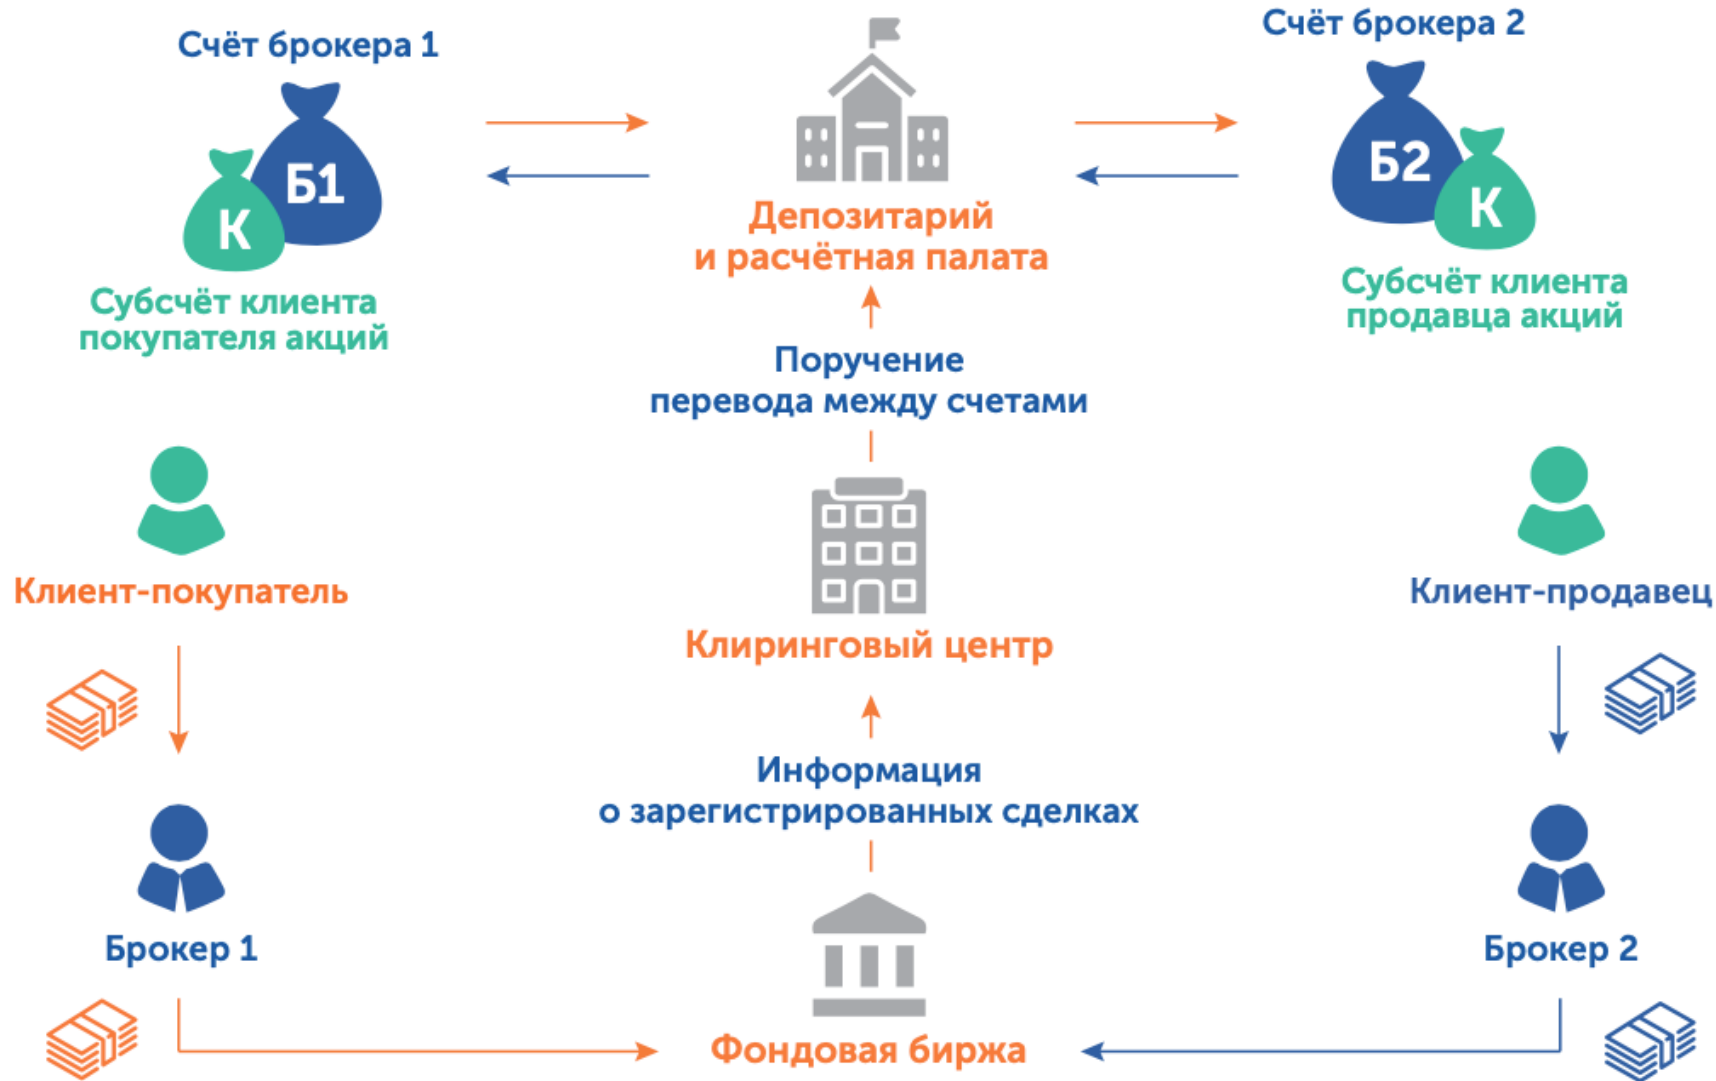 Счёт брокера 1
Счёт брокера 2
Б1
К
Б2
К
Депозитарий
и расчётная палата
Субсчёт клиента
покупателя акций
Субсчёт клиента
продавца акций
Поручение
перевода между счетами
Клиент-покупатель
Клиент-продавец
Клиринговый центр
Информация
о зарегистрированных сделках
Брокер 1
Брокер 2
Фондовая биржа